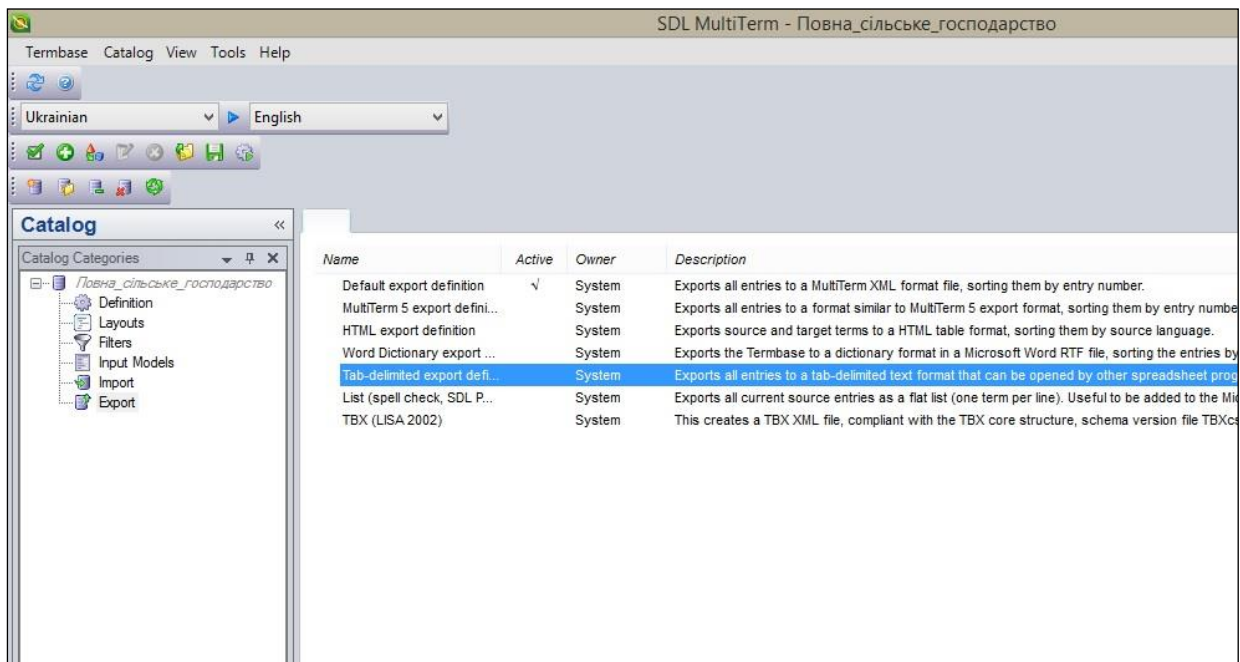 SDL MultiTerm - Повна_сільське_господарство
Termbase Catalog View Tools Help
Ukrainian English
Catalog «
Catalog Categories
Name Active Owner Description
Повна_сільське_господарство
Default export definition √ System Exports all entries to a MultiTerm XML format file, sorting them by entry number.
Definition
MultiTerm 5 export defini... System Exports all entries to a format similar to MultiTerm 5 export format, sorting them by entry numbe
Layouts
HTML export definition System Exports source and target terms to a HTML table format, sorting them by source language.
Filters
Word Dictionary export ... System Exports the Termbase to a dictionary format in a Microsoft Word RTF file, sorting the entries by
Input Models
Tab-delimited export defi... System Exports all entries to a tab-delimited text format that can be opened by other spreadsheet prog
Import
List (spell check, SDL P... System Exports all current source entries as a flat list (one term per line). Useful to be added to the Mic
Export
TBX (LISA 2002) System This creates a TBX XML file, compliant with the TBX core structure, schema version file TBXcs